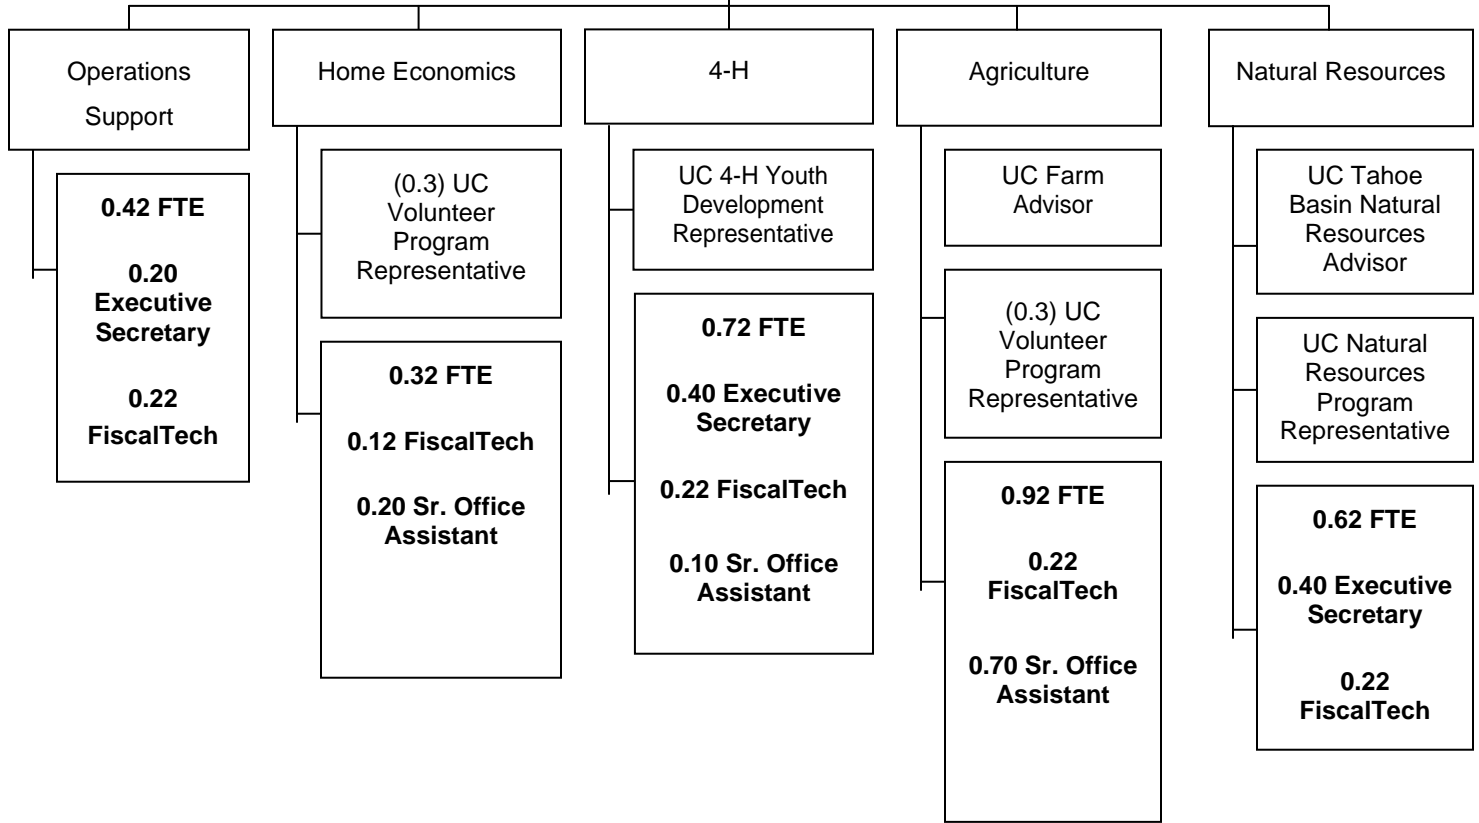 Operations
Support
0.42 FTE
0.20
Executive
Secretary
0.22
FiscalTech
Home Economics
(0.3) UC
Volunteer
Program
Representative
0.32 FTE
0.12 FiscalTech
0.20 Sr. Office
Assistant
4-H
UC 4-H Youth
Development
Representative
0.72 FTE
0.40 Executive
Secretary
0.22 FiscalTech
0.10 Sr. Office
Assistant
Agriculture
UC Farm
Advisor
(0.3) UC
Volunteer
Program
Representative
0.92 FTE
0.22
FiscalTech
0.70 Sr. Office
Assistant
Natural Resources
UC Tahoe
Basin Natural
Resources
Advisor
UC Natural
Resources
Program
Representative
0.62 FTE
0.40 Executive
Secretary
0.22
FiscalTech